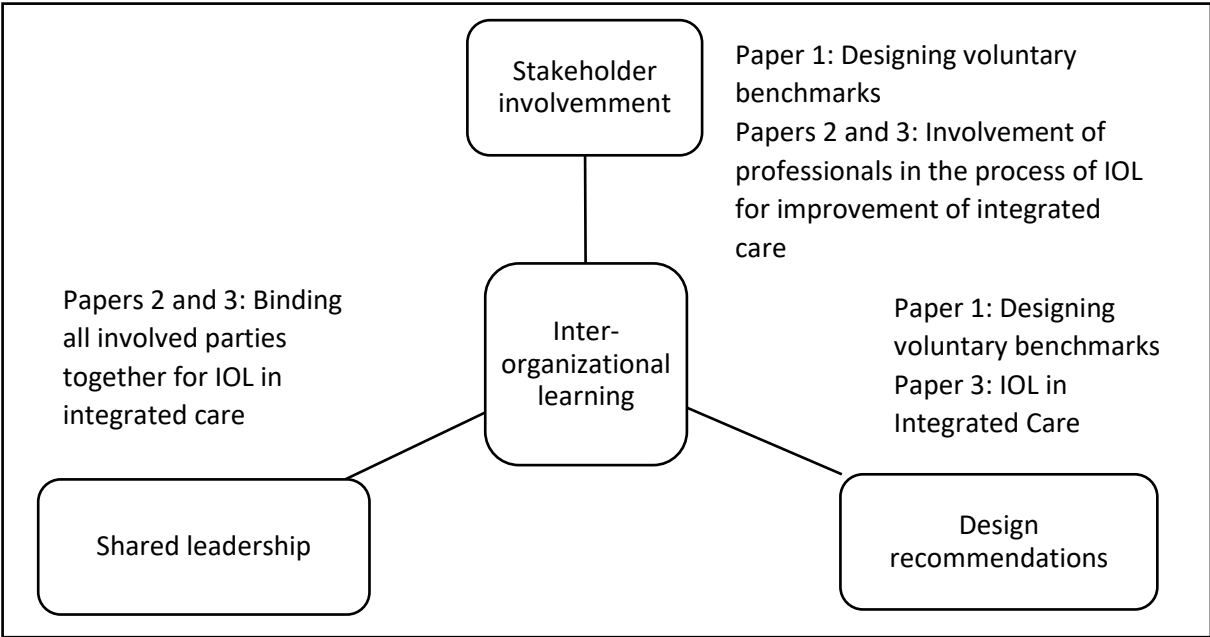 Stakeholder
involvemment
Paper 1: Designing voluntary
benchmarks
Papers 2 and 3: Involvement of
professionals in the process of IOL
for improvement of integrated
care
Inter-
organizational
learning
Papers 2 and 3: Binding
all involved parties
together for IOL in
integrated care
Paper 1: Designing
voluntary benchmarks
Paper 3: IOL in
Integrated Care
Shared leadership
Design
recommendations